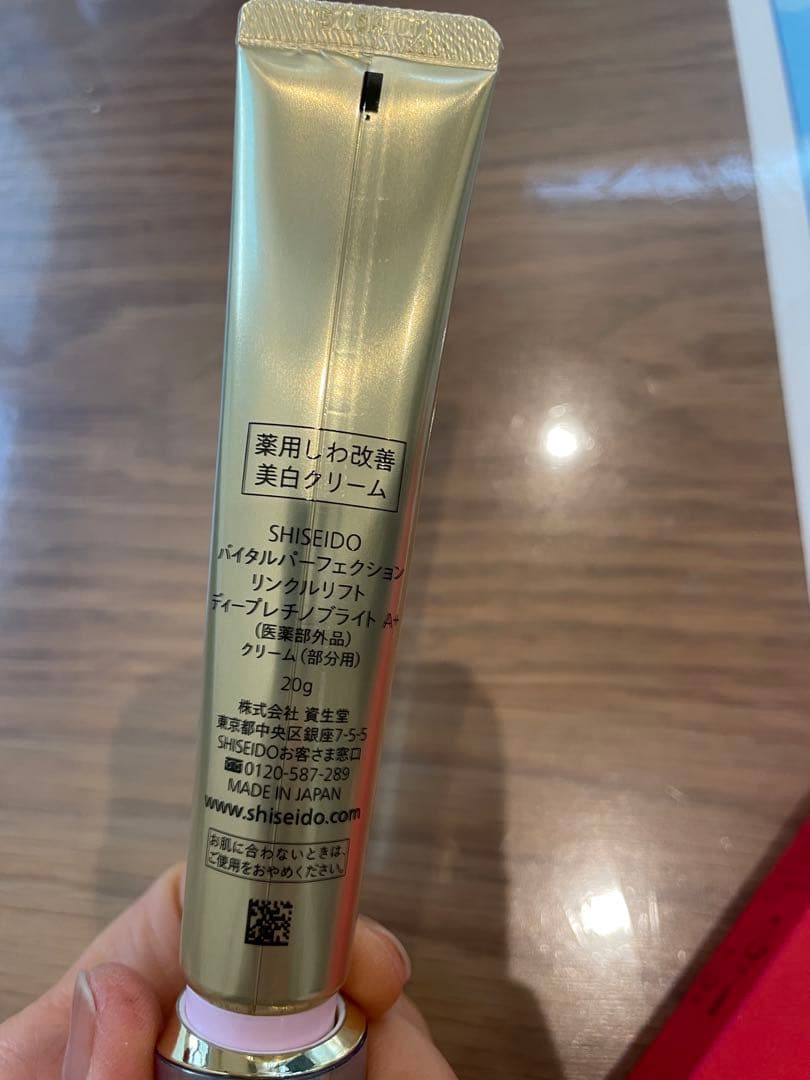 薬用しわ改善
美白クリーム
SHISEIDO
バイタルパーフェクション
リンクルリフト
ディープレチノブライト A+
(医薬部外品)
クリーム(部分用)
20g
株式会社 資生堂
東京都中央区銀座7-5-5
SHISEIDOお客さま窓口
☎0120-587-289
MADE IN JAPAN
www.shiseido.com
お肌に合わないときは、
ご使用をおやめください。